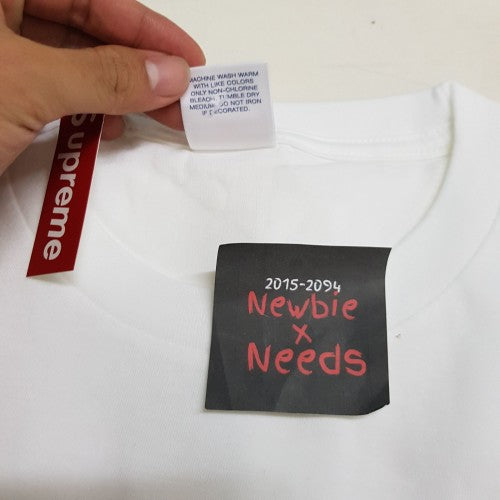 MACHINE WASH WARM
WITH LIKE COLORS
ONLY NON-CHLORINE
BLEACH, TUMBLE DRY
MEDIUM, DO NOT IRON
IF DECORATED.
Supreme
2015-2094
Newbie
x
Needs